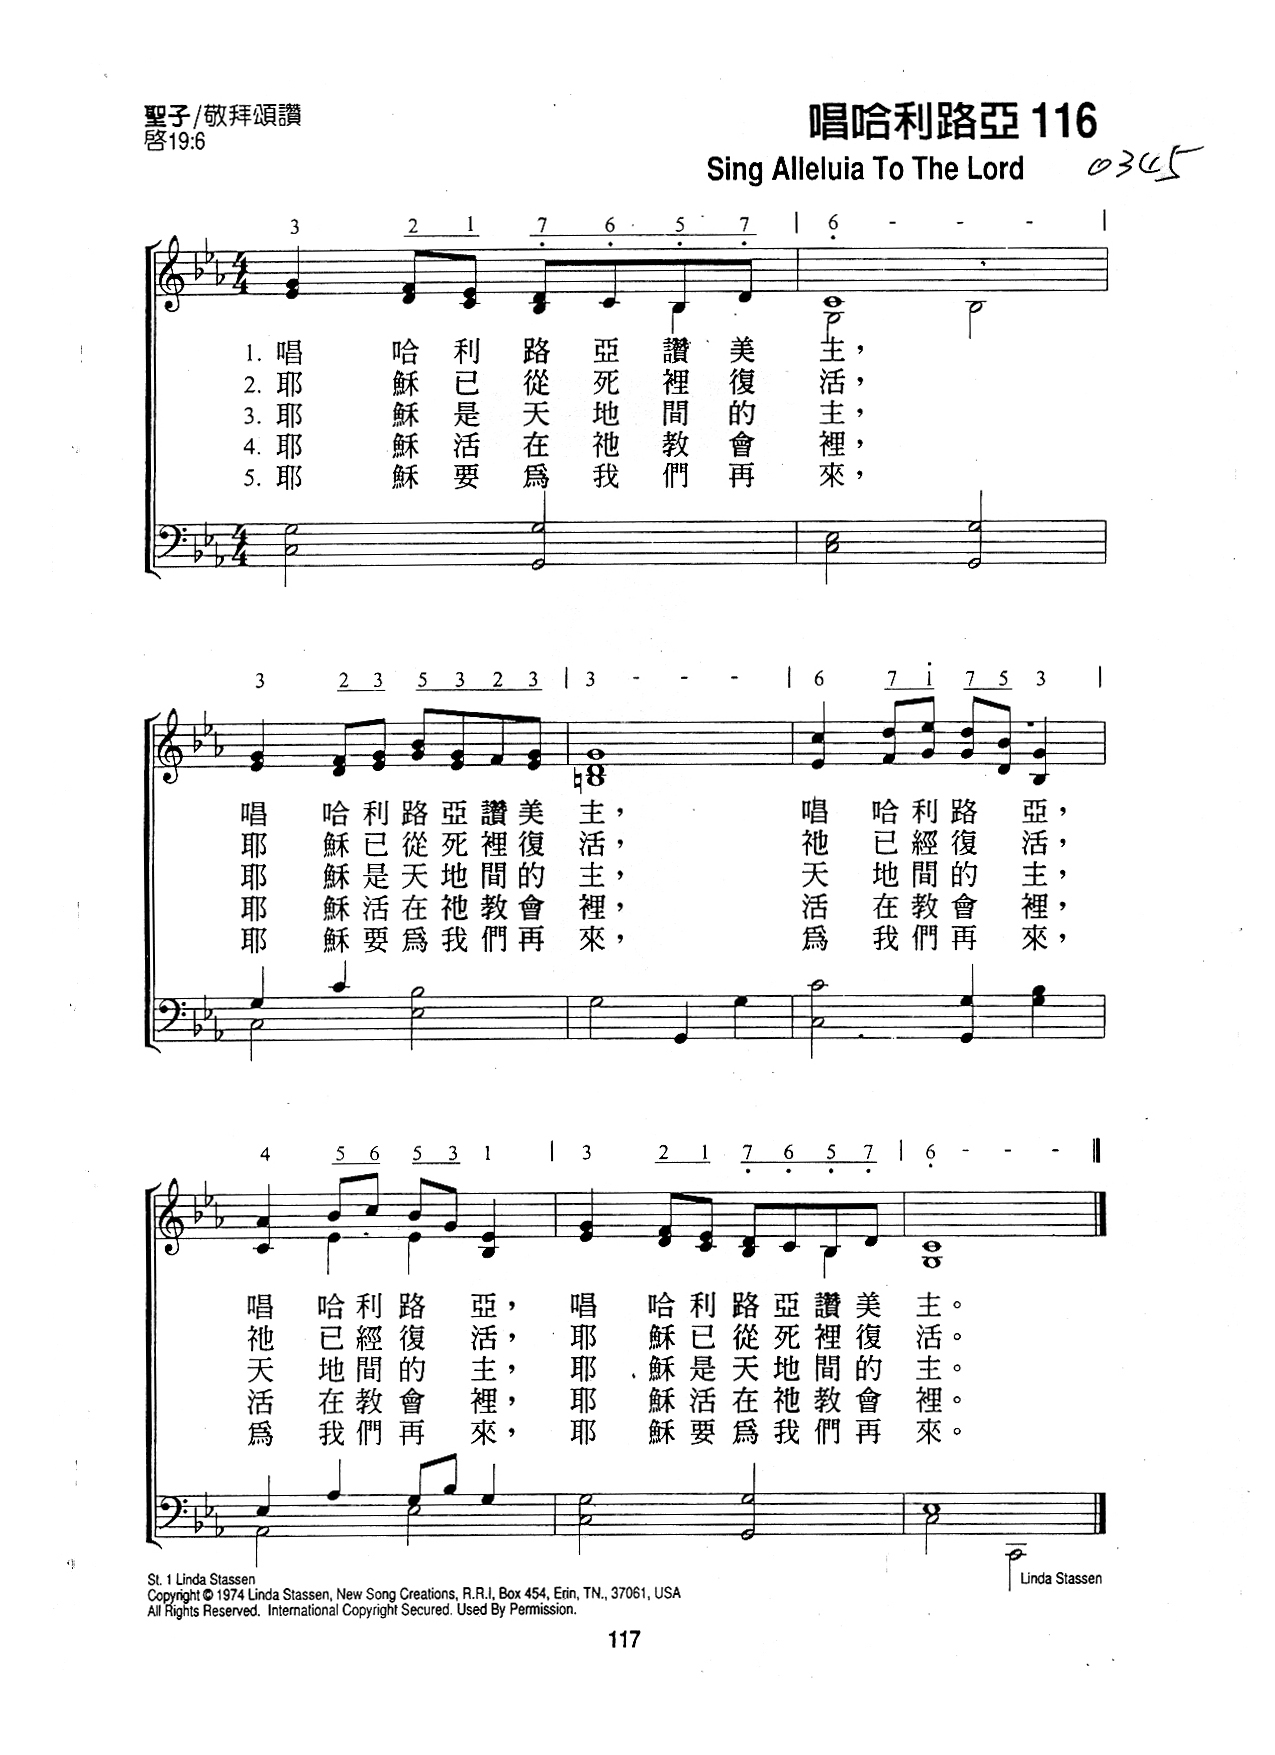 聖子/敬拜頌讚
啓19:6
唱哈利路亞 116
Sing Alleluia To The Lord
0345
3 2 1 7 6 5 7 | 6 - - - |
1. 唱 哈 利 路 亞 讚 美 主，
2. 耶 穌 已 從 死 裡 復 活，
3. 耶 穌 是 天 地 間 的 主，
4. 耶 穌 活 在 祂 教 會 裡，
5. 耶 穌 要 爲 我 們 再 來，
3 2 3 5 3 2 3 | 3 - - - | 6 7 i 7 5 3 |
唱 哈 利 路 亞 讚 美 主， 唱 哈 利 路 亞，
耶 穌 已 從 死 裡 復 活， 祂 已 經 復 活，
耶 穌 是 天 地 間 的 主， 天 地 間 的 主，
耶 穌 活 在 祂 教 會 裡， 活 在 教 會 裡，
耶 穌 要 爲 我 們 再 來， 爲 我 們 再 來，
4 5 6 5 3 1 | 3 2 1 7 6 5 7 | 6 - - - ‖
唱 哈 利 路 亞， 唱 哈 利 路 亞 讚 美 主。
祂 已 經 復 活， 耶 穌 已 從 死 裡 復 活。
天 地 間 的 主， 耶 穌 是 天 地 間 的 主。
活 在 教 會 裡， 耶 穌 活 在 祂 教 會 裡。
爲 我 們 再 來， 耶 穌 要 爲 我 們 再 來。
St. 1 Linda Stassen
Copyright © 1974 Linda Stassen, New Song Creations, R.R.I, Box 454, Erin, TN., 37061, USA
All Rights Reserved. International Copyright Secured. Used By Permission.
Linda Stassen
117